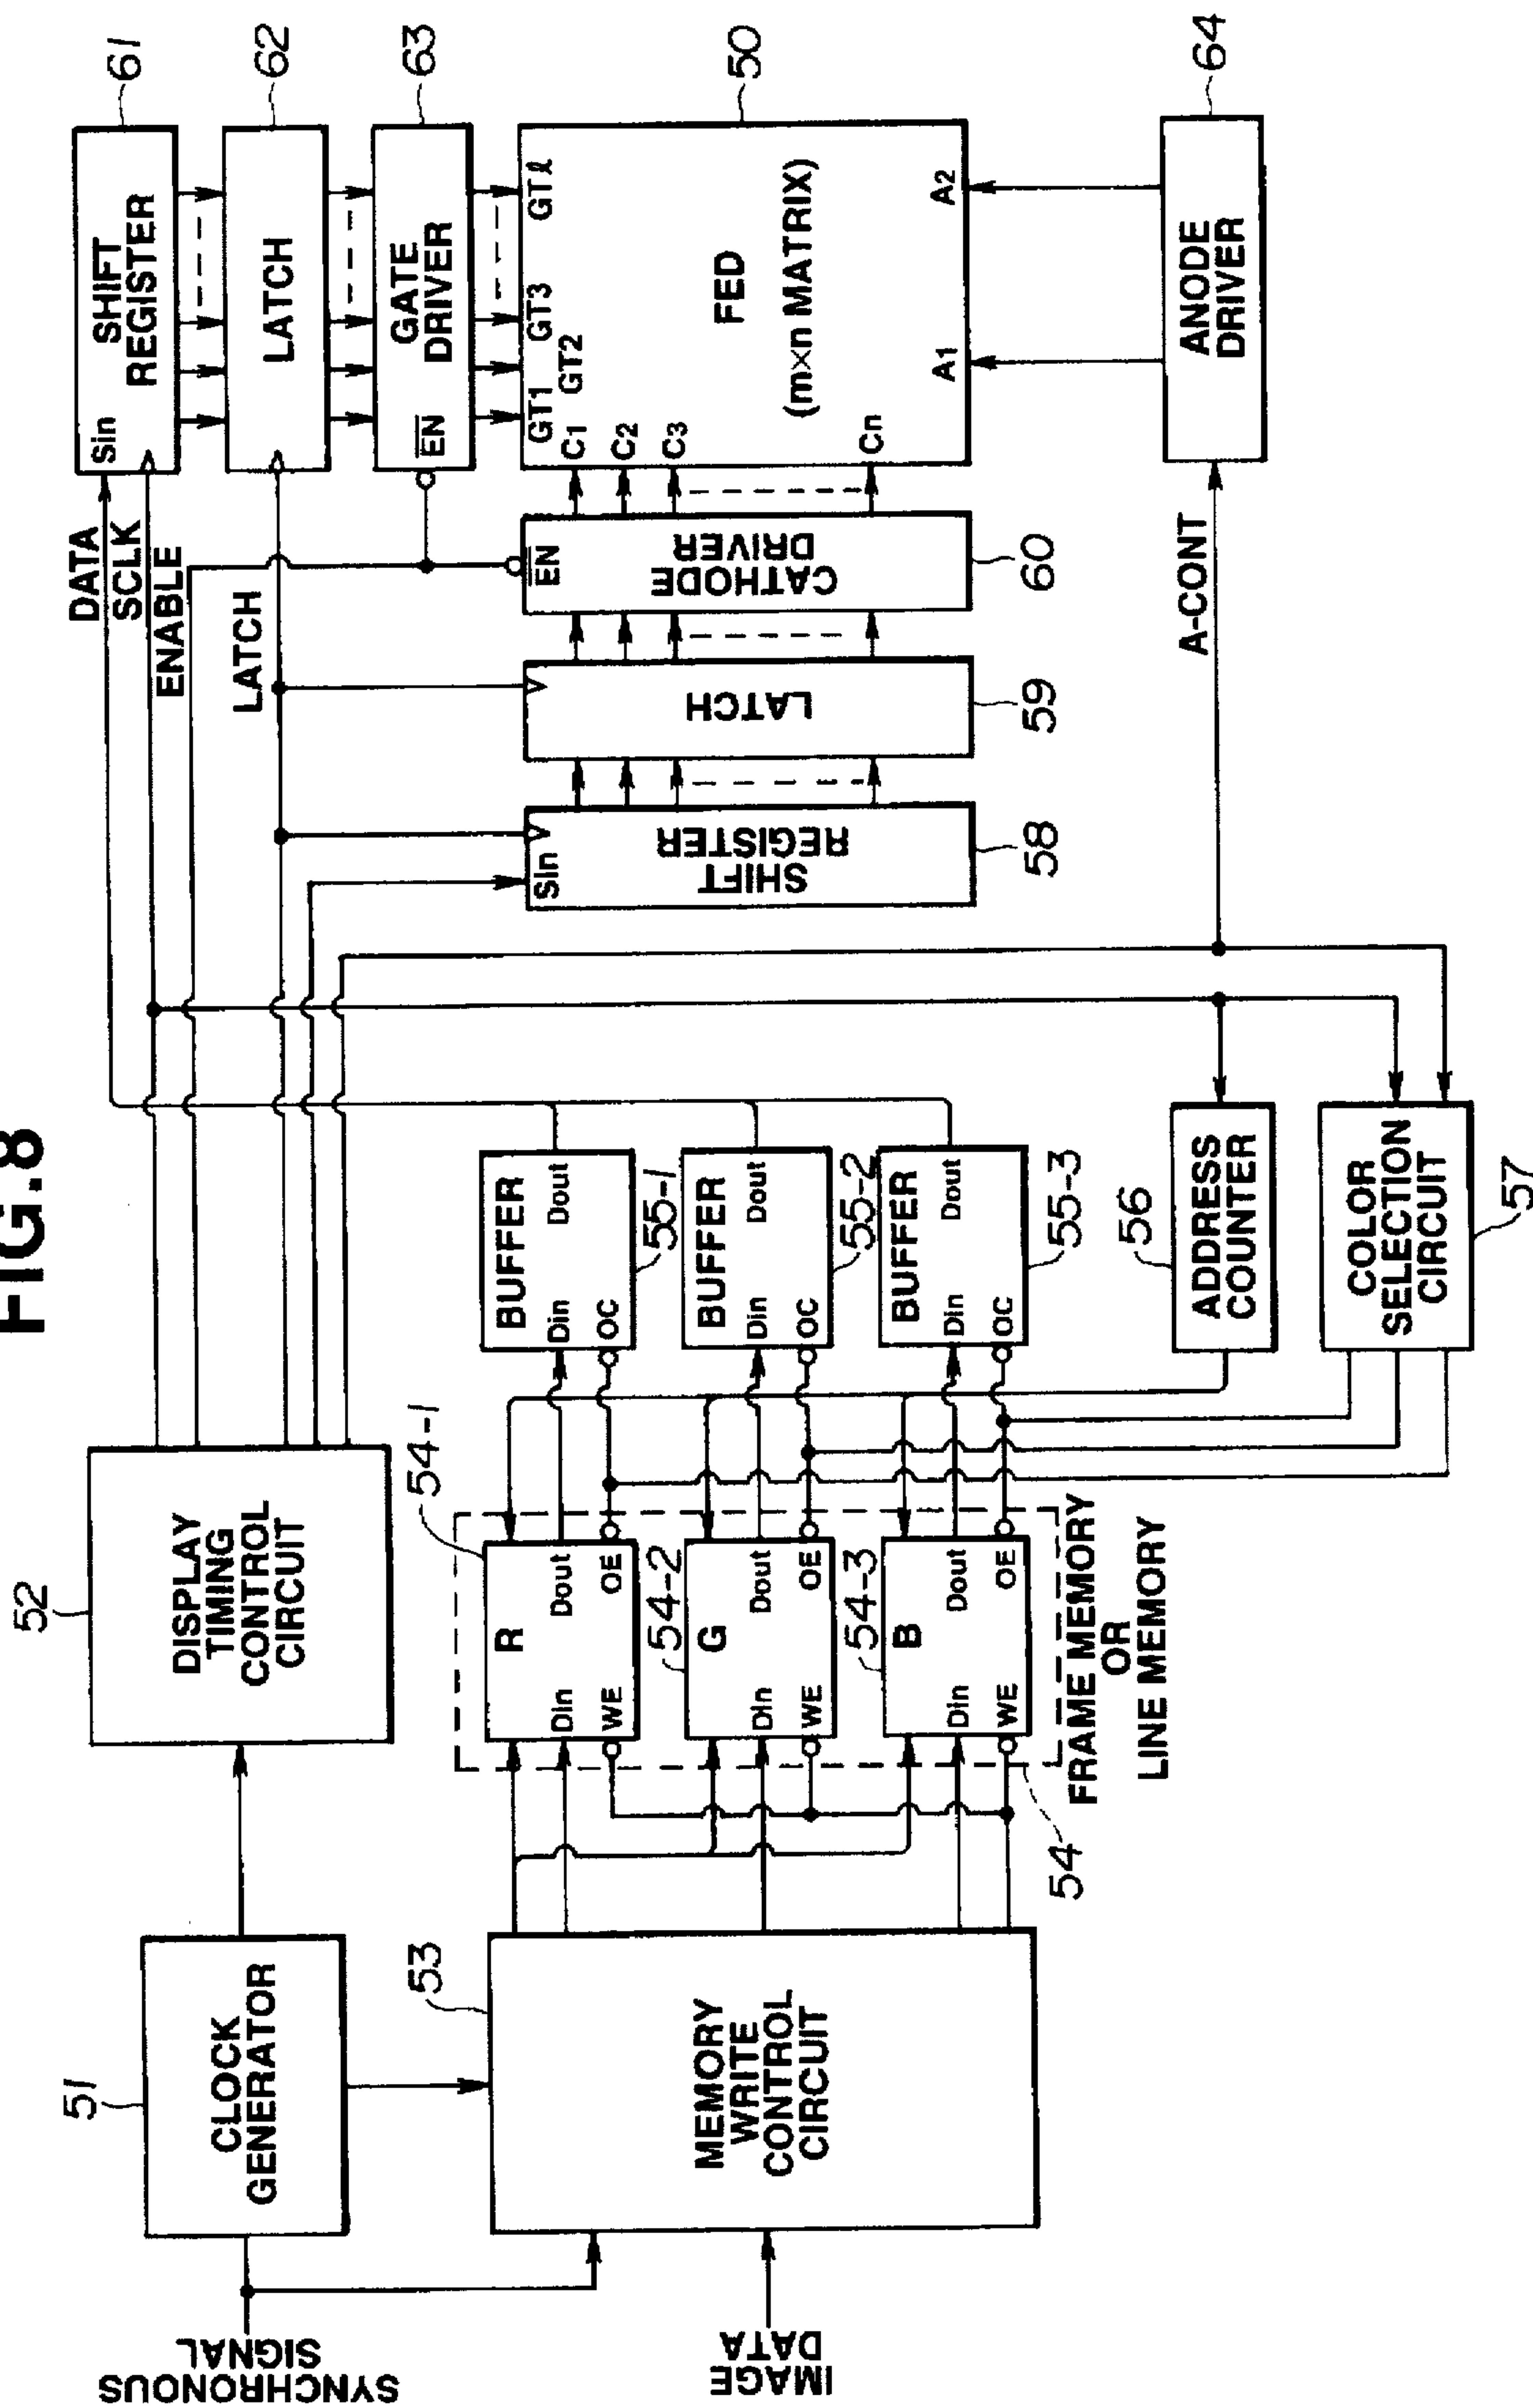 FIG.8
SYNCHRONOUS
SIGNAL
IMAGE
DATA
51
CLOCK
GENERATOR
52
DISPLAY
TIMING
CONTROL
CIRCUIT
53
MEMORY
WRITE
CONTROL
CIRCUIT
54
FRAME MEMORY
OR
LINE MEMORY
54-1
R
Din
Dout
WE
OE
54-2
G
Din
Dout
WE
OE
54-3
B
Din
Dout
WE
OE
BUFFER
Din
Dout
OC
55-1
BUFFER
Din
Dout
OC
55-2
BUFFER
Din
Dout
OC
55-3
56
ADDRESS
COUNTER
COLOR
SELECTION
CIRCUIT
57
DATA
SCLK
ENABLE
LATCH
A-CONT
Sin
SHIFT
REGISTER
58
LATCH
59
EN
CATHODE
DRIVER
60
Sin
SHIFT
REGISTER
61
LATCH
62
EN
GATE
DRIVER
63
GT1
GT2
GT3
GTℓ
C1
C2
C3
Cn
FED
(m×n MATRIX)
A1
A2
50
ANODE
DRIVER
64